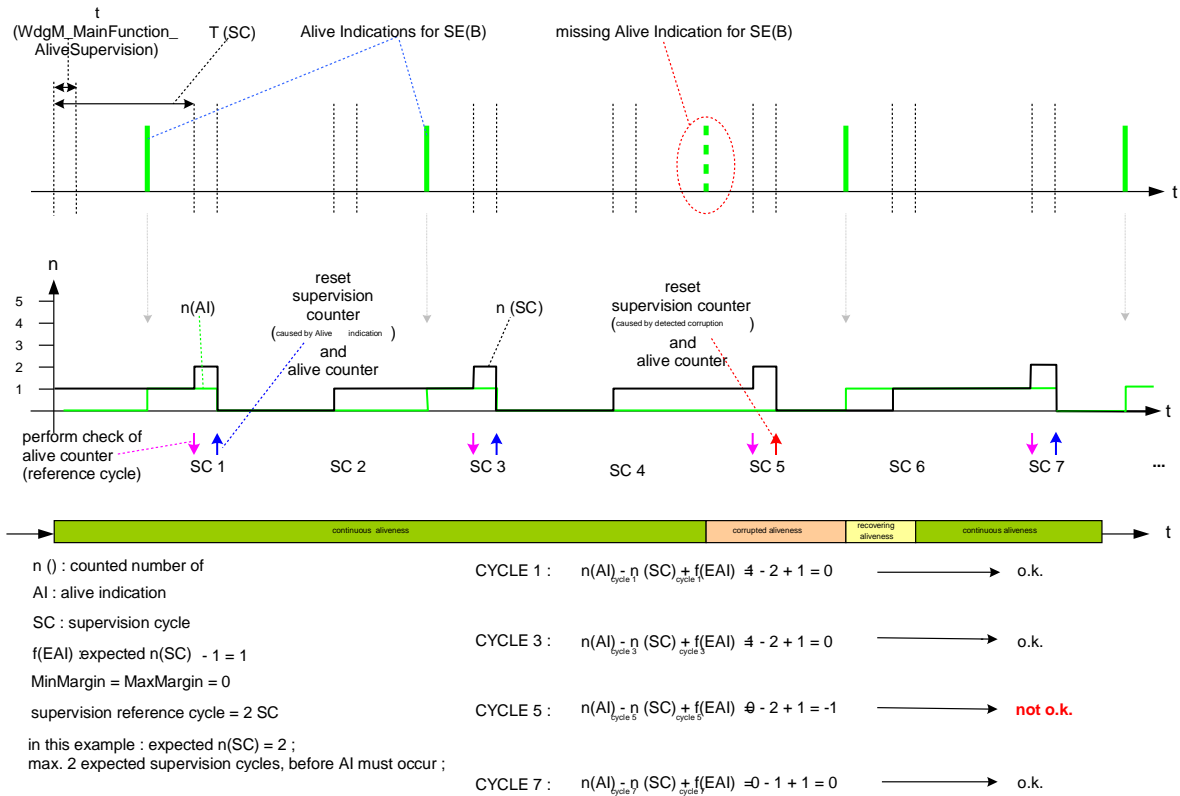 t
(WdgM_MainFunction_
AliveSupervision)
T (SC)
Alive Indications for SE(B)
missing Alive Indication for SE(B)
t
n
5
4
3
2
1
n(AI)
reset
supervision
counter
(caused by Alive indication )
and
alive counter
n (SC)
reset
supervision counter
(caused by detected corruption )
and
alive counter
t
perform check of
alive counter
(reference cycle)
SC 1
SC 2
SC 3
SC 4
SC 5
SC 6
SC 7
...
continuous aliveness
corrupted aliveness
recovering
aliveness
continuous aliveness
t
n () : counted number of
AI : alive indication
SC : supervision cycle
f(EAI) :expected n(SC) - 1 = 1
MinMargin = MaxMargin = 0
supervision reference cycle = 2 SC
in this example : expected n(SC) = 2 ;
max. 2 expected supervision cycles, before AI must occur ;
CYCLE 1 : n(AI) - n (SC) + f(EAI) = 1 - 2 + 1 = 0 o.k.
cycle 1 cycle 1
CYCLE 3 : n(AI) - n (SC) + f(EAI) = 1 - 2 + 1 = 0 o.k.
cycle 3 cycle 3
CYCLE 5 : n(AI) - n (SC) + f(EAI) = 0 - 2 + 1 = -1 not o.k.
cycle 5 cycle 5
CYCLE 7 : n(AI) - n (SC) + f(EAI) =0 - 1 + 1 = 0 o.k.
cycle 7 cycle 7